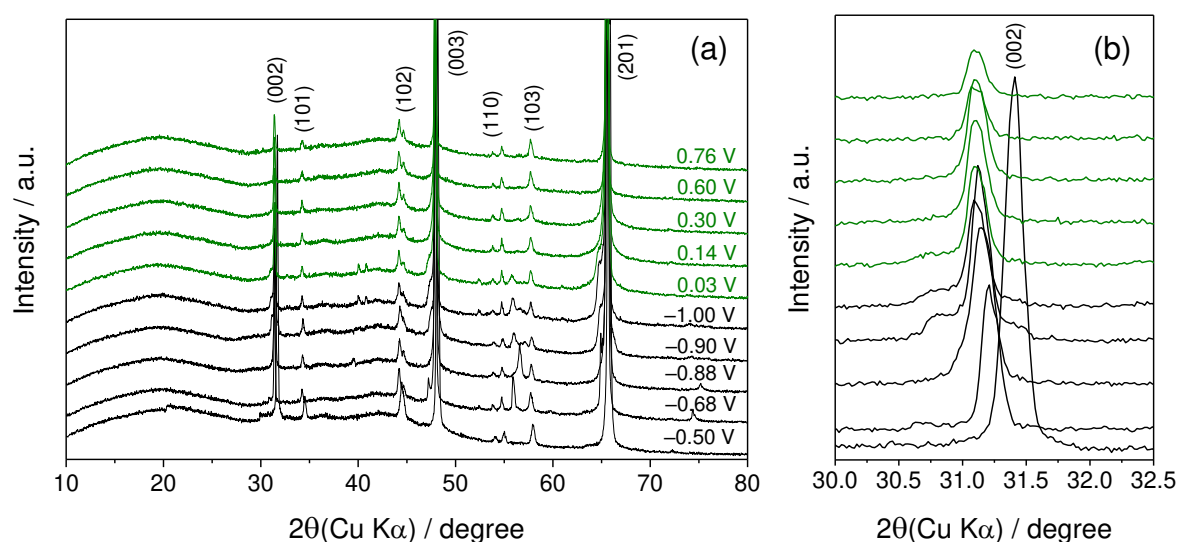 (a)
(002)
(101)
(102)
(003)
(110)
(103)
(201)
0.76 V
0.60 V
0.30 V
0.14 V
0.03 V
–1.00 V
–0.90 V
–0.88 V
–0.68 V
–0.50 V
Intensity / a.u.
10 20 30 40 50 60 70 80
2θ(Cu Kα) / degree
(b)
(002)
Intensity / a.u.
30.0 30.5 31.0 31.5 32.0 32.5
2θ(Cu Kα) / degree